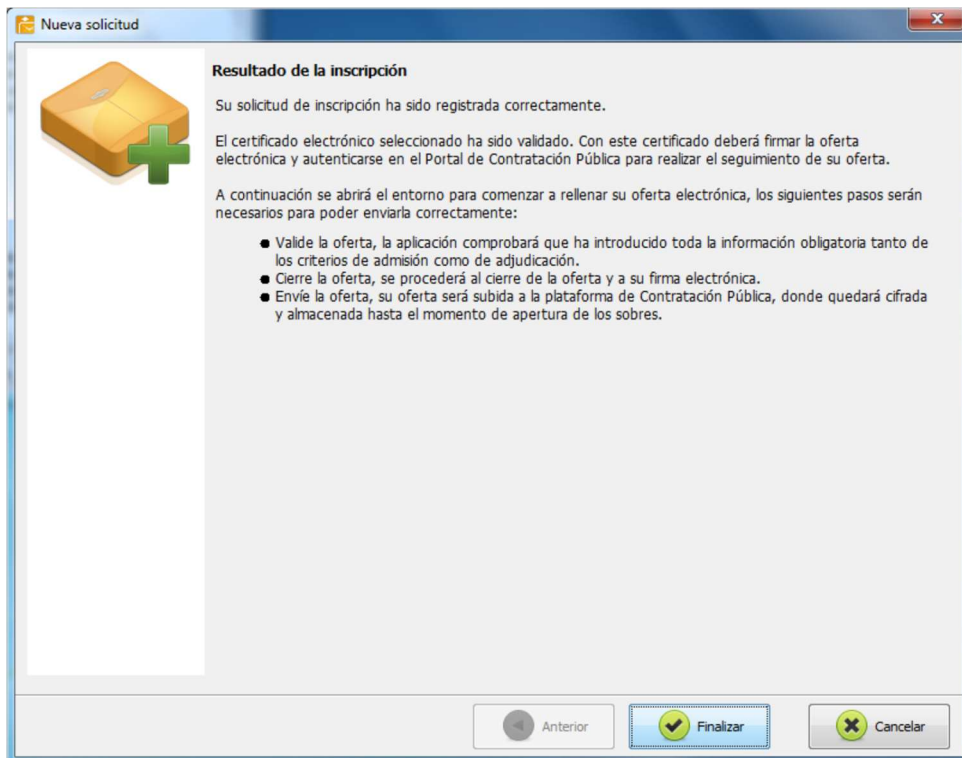 Nueva solicitud
Resultado de la inscripción
Su solicitud de inscripción ha sido registrada correctamente.
El certificado electrónico seleccionado ha sido validado. Con este certificado deberá firmar la oferta
electrónica y autenticarse en el Portal de Contratación Pública para realizar el seguimiento de su oferta.
A continuación se abrirá el entorno para comenzar a rellenar su oferta electrónica, los siguientes pasos serán
necesarios para poder enviarla correctamente:
● Valide la oferta, la aplicación comprobará que ha introducido toda la información obligatoria tanto de
los criterios de admisión como de adjudicación.
● Cierre la oferta, se procederá al cierre de la oferta y a su firma electrónica.
● Envíe la oferta, su oferta será subida a la plataforma de Contratación Pública, donde quedará cifrada
y almacenada hasta el momento de apertura de los sobres.
Anterior Finalizar Cancelar